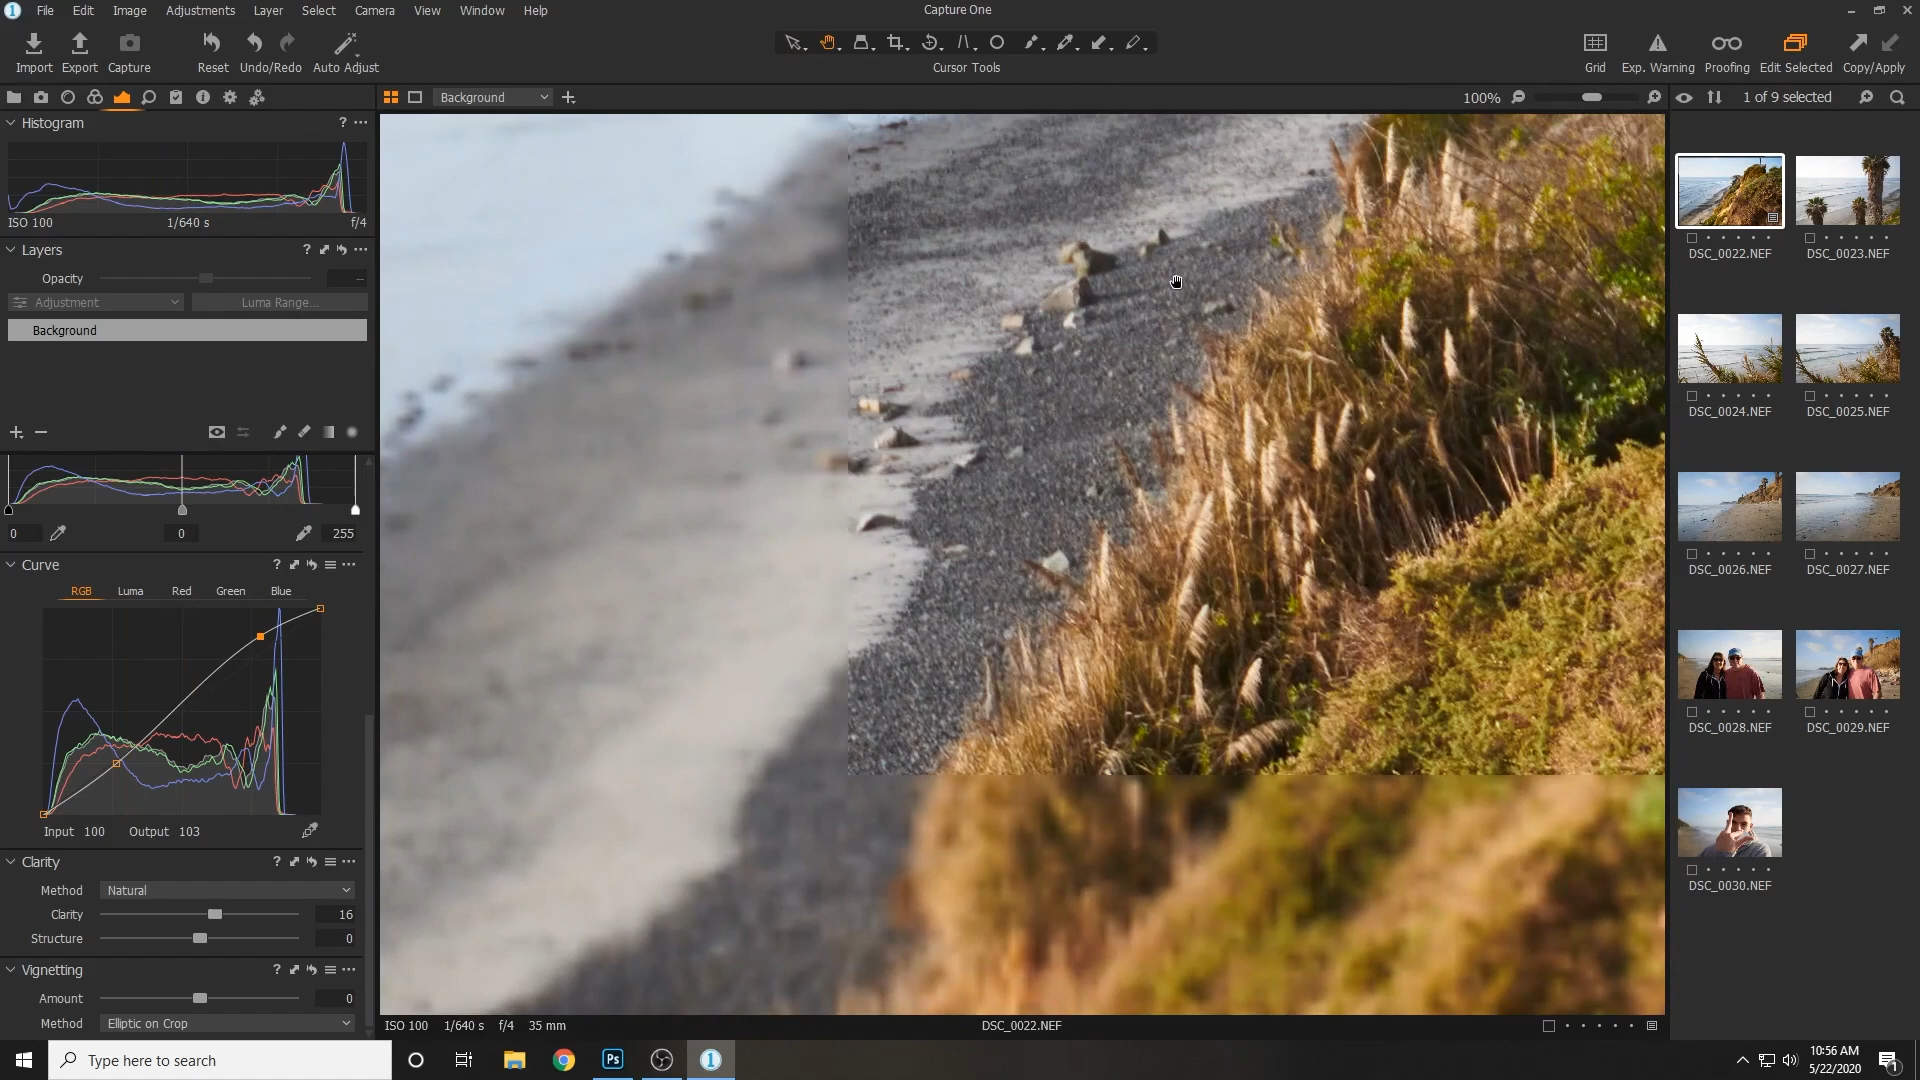 File Edit Image Adjustments Layer Select Camera View Window Help
Capture One
Import Export Capture Reset Undo/Redo Auto Adjust
Cursor Tools
Grid Exp. Warning Proofing Edit Selected Copy/Apply
Background
100%
1 of 9 selected
Histogram
ISO 100 1/640 s f/4
Layers
Opacity
Adjustment Luma Range...
Background
0 0 255
Curve
RGB Luma Red Green Blue
Input 100 Output 103
Clarity
Method Natural
Clarity 16
Structure 0
Vignetting
Amount 0
Method Elliptic on Crop
ISO 100 1/640 s f/4 35 mm
DSC_0022.NEF
DSC_0022.NEF DSC_0023.NEF
DSC_0024.NEF DSC_0025.NEF
DSC_0026.NEF DSC_0027.NEF
DSC_0028.NEF DSC_0029.NEF
DSC_0030.NEF
Type here to search
Ps
1
10:56 AM
5/22/2020
1